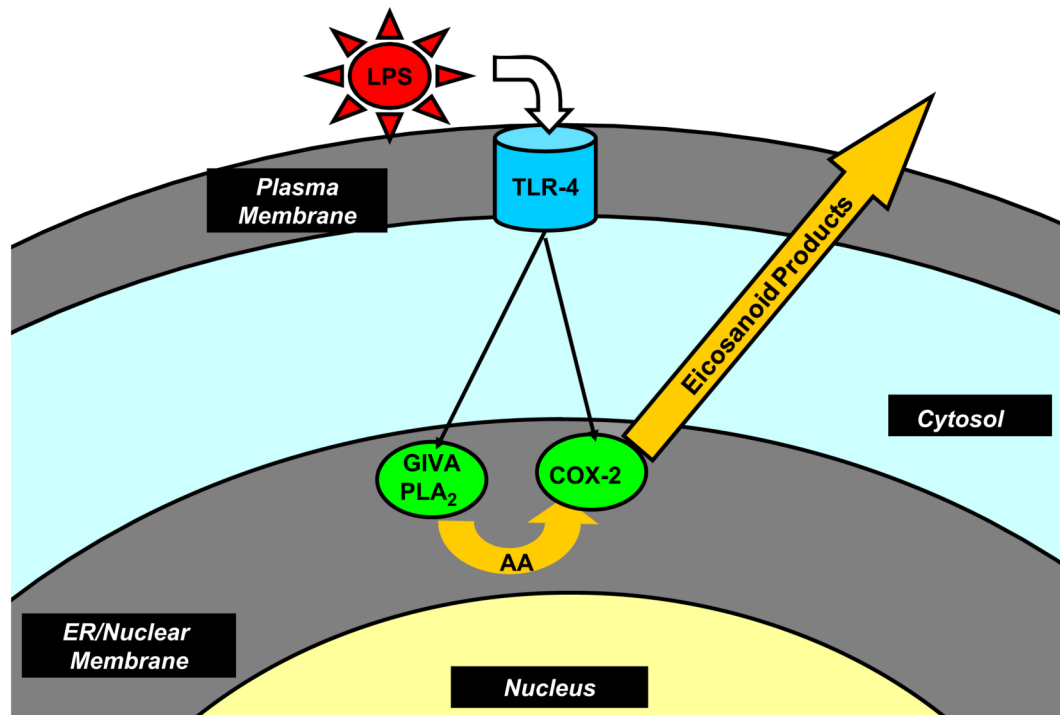 LPS
TLR-4
Plasma
Membrane
Eicosanoid Products
Cytosol
GIVA
PLA₂
COX-2
AA
ER/Nuclear
Membrane
Nucleus